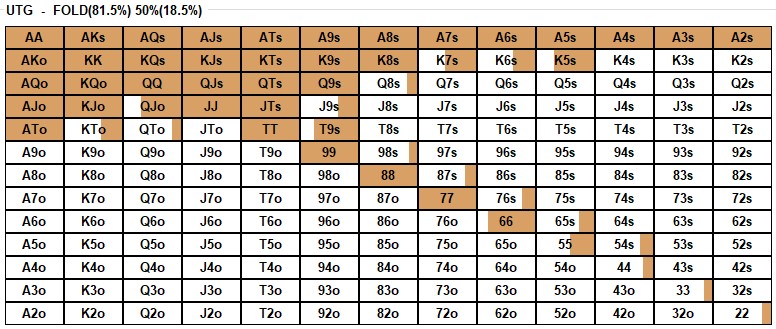 UTG - FOLD(81.5%) 50%(18.5%)
AA AKs AQs AJs ATs A9s A8s A7s A6s A5s A4s A3s A2s
AKo KK KQs KJs KTs K9s K8s K7s K6s K5s K4s K3s K2s
AQo KQo QQ QJs QTs Q9s Q8s Q7s Q6s Q5s Q4s Q3s Q2s
AJo KJo QJo JJ JTs J9s J8s J7s J6s J5s J4s J3s J2s
ATo KTo QTo JTo TT T9s T8s T7s T6s T5s T4s T3s T2s
A9o K9o Q9o J9o T9o 99 98s 97s 96s 95s 94s 93s 92s
A8o K8o Q8o J8o T8o 98o 88 87s 86s 85s 84s 83s 82s
A7o K7o Q7o J7o T7o 97o 87o 77 76s 75s 74s 73s 72s
A6o K6o Q6o J6o T6o 96o 86o 76o 66 65s 64s 63s 62s
A5o K5o Q5o J5o T5o 95o 85o 75o 65o 55 54s 53s 52s
A4o K4o Q4o J4o T4o 94o 84o 74o 64o 54o 44 43s 42s
A3o K3o Q3o J3o T3o 93o 83o 73o 63o 53o 43o 33 32s
A2o K2o Q2o J2o T2o 92o 82o 72o 62o 52o 42o 32o 22